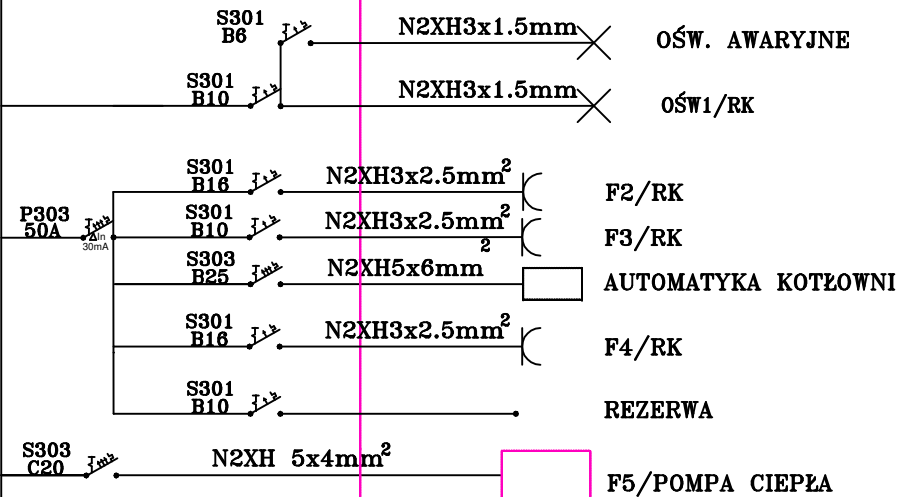 S301
B6
N2XH3x1.5mm
OŚW. AWARYJNE
S301
B10
N2XH3x1.5mm
OŚW1/RK
S301
B16
N2XH3x2.5mm²
F2/RK
P303
50A
ΔIn
30mA
S301
B10
N2XH3x2.5mm²
F3/RK
S303
B25
N2XH5x6mm²
AUTOMATYKA KOTŁOWNI
S301
B16
N2XH3x2.5mm²
F4/RK
S301
B10
REZERWA
S303
C20
N2XH 5x4mm²
F5/POMPA CIEPŁA